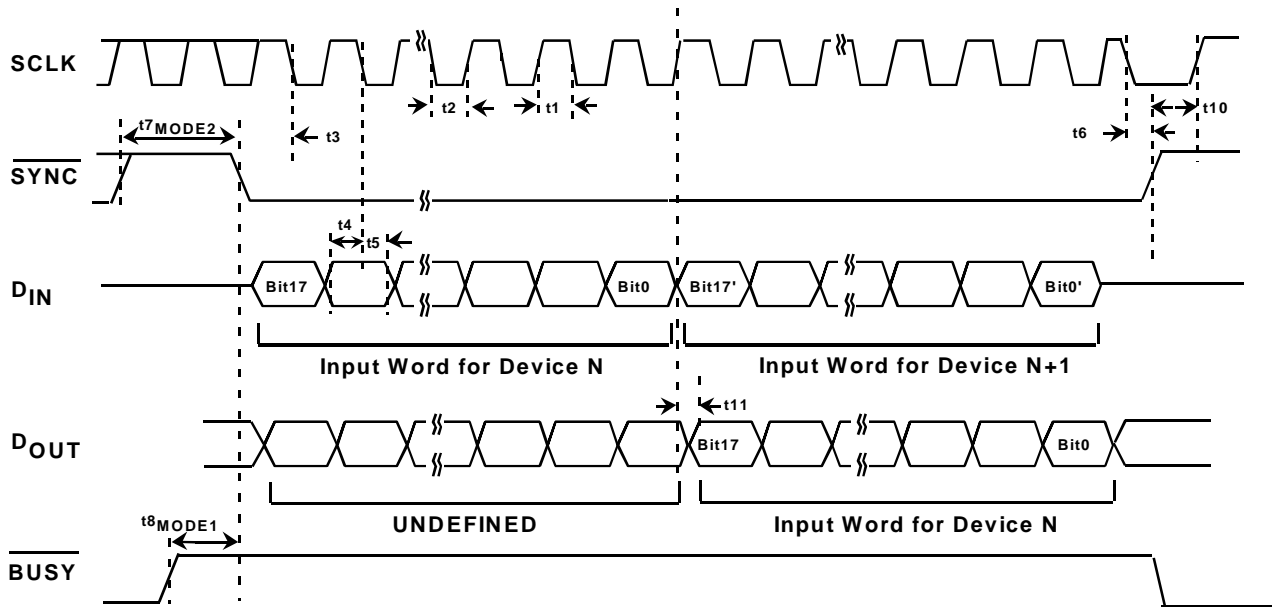 SCLK
t2
t1
t10
t7MODE2
t3
t6
SYNC
t4
t5
DIN
Bit17
Bit0
Bit17'
Bit0'
Input Word for Device N
Input Word for Device N+1
t11
DOUT
Bit17
Bit0
UNDEFINED
Input Word for Device N
t8MODE1
BUSY